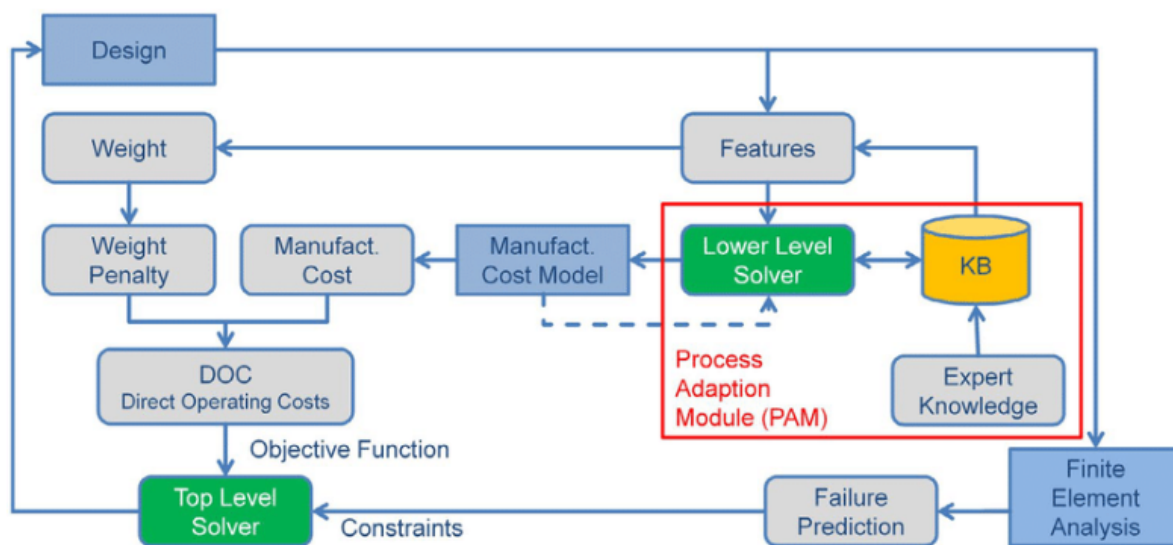 Design
Weight
Features
Weight
Penalty
Manufact.
Cost
Manufact.
Cost Model
Lower Level
Solver
KB
Process
Adaption
Module (PAM)
Expert
Knowledge
DOC
Direct Operating Costs
Objective Function
Top Level
Solver
Constraints
Failure
Prediction
Finite
Element
Analysis